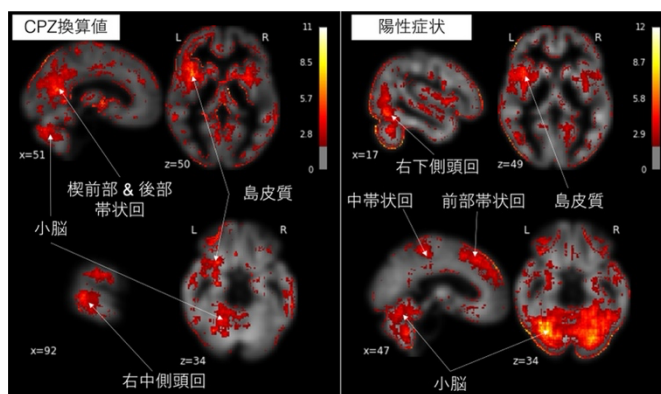 CPZ換算値
L
R
11
8.7
5.7
2.8
0
x=51
z=50
楔前部 & 後部
帯状回
島皮質
小脳
L
R
x=92
z=34
右中側頭回
陽性症状
L
R
12
8.5
5.7
2.9
0
x=17
z=49
右下側頭回
島皮質
中帯状回
前部帯状回
L
R
x=47
z=34
小脳